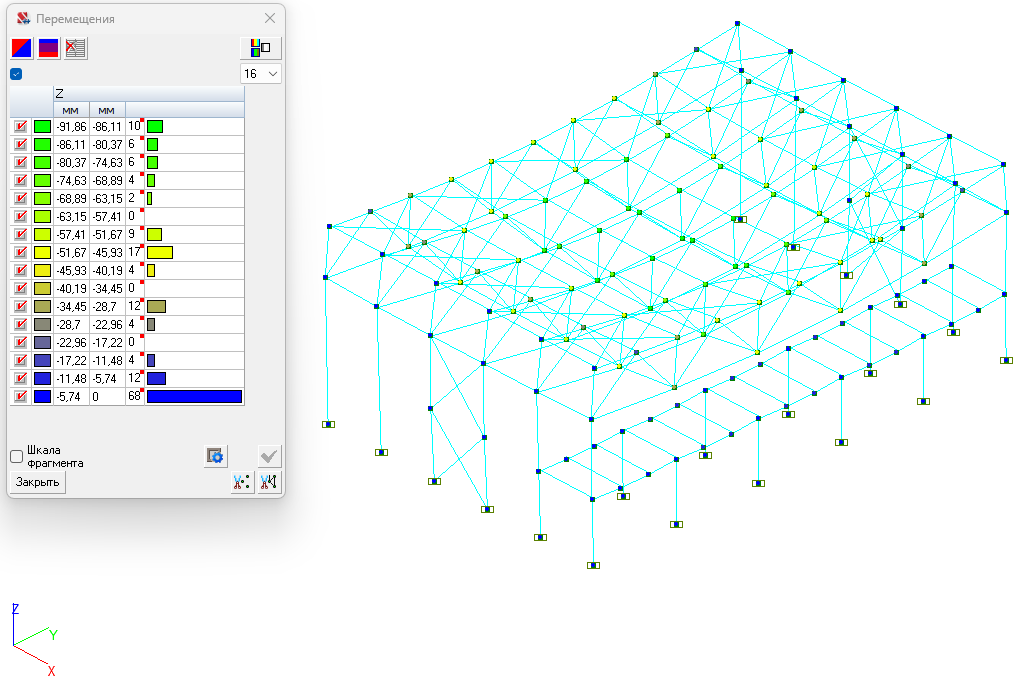 Перемещения
16
Z
мм мм
-91,86 -86,11 10
-86,11 -80,37 6
-80,37 -74,63 6
-74,63 -68,89 4
-68,89 -63,15 2
-63,15 -57,41 0
-57,41 -51,67 9
-51,67 -45,93 17
-45,93 -40,19 4
-40,19 -34,45 0
-34,45 -28,7 12
-28,7 -22,96 4
-22,96 -17,22 0
-17,22 -11,48 4
-11,48 -5,74 12
-5,74 0 68
Шкала
фрагмента
Закрыть
Z
Y
X